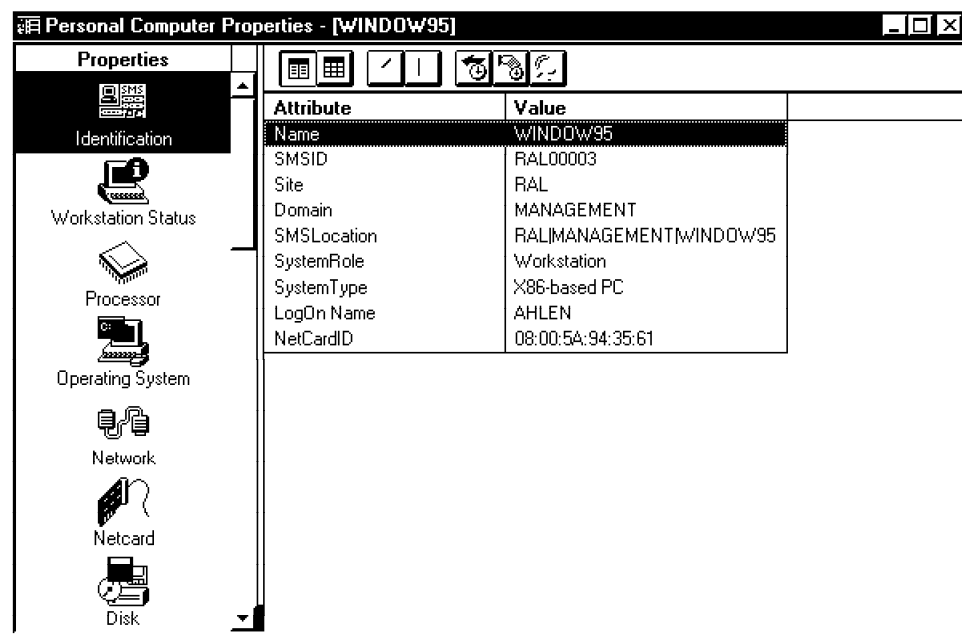 Personal Computer Properties - [WINDOW95]
Properties
SMS
Identification
Workstation Status
Processor
C:
Operating System
Network
Netcard
Disk
Attribute Value
Name WINDOW95
SMSID RAL00003
Site RAL
Domain MANAGEMENT
SMSLocation RAL|MANAGEMENT|WINDOW95
SystemRole Workstation
SystemType X86-based PC
LogOn Name AHLEN
NetCardID 08:00:5A:94:35:61